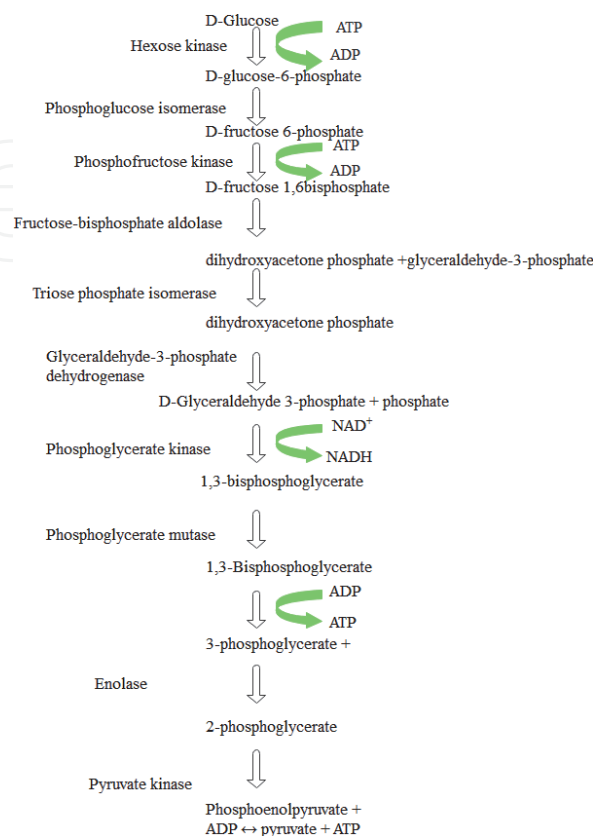 D-Glucose
ATP
Hexose kinase
ADP
D-glucose-6-phosphate
Phosphoglucose isomerase
D-fructose 6-phosphate
ATP
Phosphofructose kinase
ADP
D-fructose 1,6bisphosphate
Fructose-bisphosphate aldolase
dihydroxyacetone phosphate +glyceraldehyde-3-phosphate
Triose phosphate isomerase
dihydroxyacetone phosphate
Glyceraldehyde-3-phosphate
dehydrogenase
D-Glyceraldehyde 3-phosphate + phosphate
NAD+
Phosphoglycerate kinase
NADH
1,3-bisphosphoglycerate
Phosphoglycerate mutase
1,3-Bisphosphoglycerate
ADP
ATP
3-phosphoglycerate +
Enolase
2-phosphoglycerate
Pyruvate kinase
Phosphoenolpyruvate +
ADP ↔ pyruvate + ATP